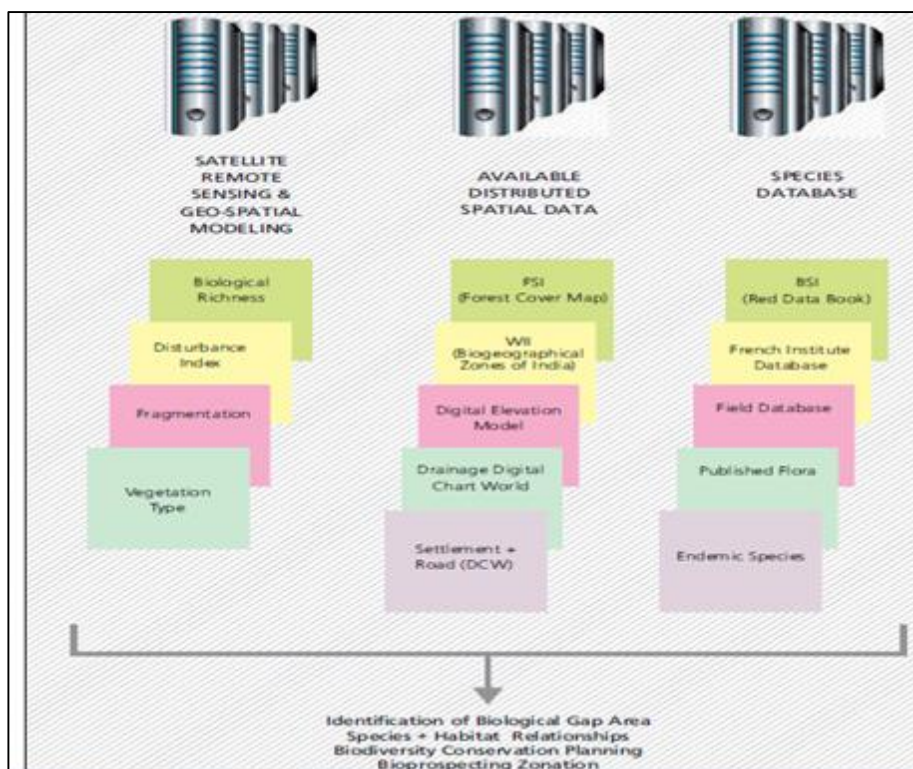 SATELLITE
REMOTE
SENSING &
GEO-SPATIAL
MODELING
Biological
Richness
Disturbance
Index
Fragmentation
Vegetation
Type
AVAILABLE
DISTRIBUTED
SPATIAL DATA
FSI
(Forest Cover Map)
WII
(Biogeographical
Zones of India)
Digital Elevation
Model
Drainage Digital
Chart World
Settlement +
Road (DCW)
SPECIES
DATABASE
BSI
(Red Data Book)
French Institute
Database
Field Database
Published Flora
Endemic Species
Identification of Biological Gap Area
Species + Habitat Relationships
Biodiversity Conservation Planning
Bioprospecting Zonation